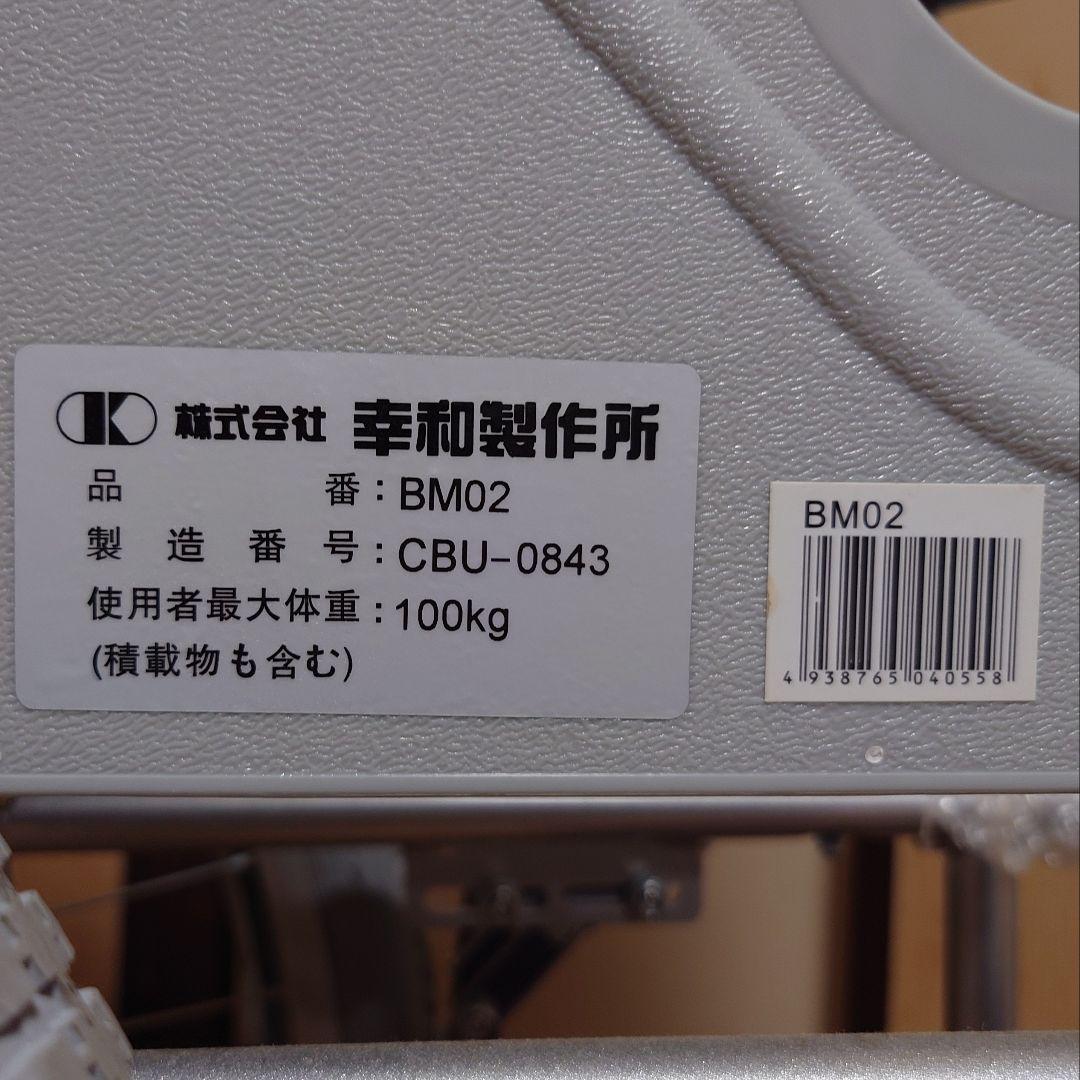 K 株式会社 幸和製作所
品番：BM02
製造番号：CBU-0843
使用者最大体重：100kg
(積載物も含む)
BM02
4 938765 040558